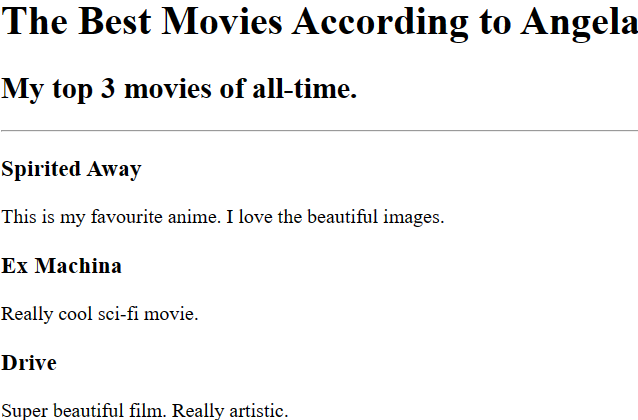 The Best Movies According to Angela
My top 3 movies of all-time.
Spirited Away
This is my favourite anime. I love the beautiful images.
Ex Machina
Really cool sci-fi movie.
Drive
Super beautiful film. Really artistic.